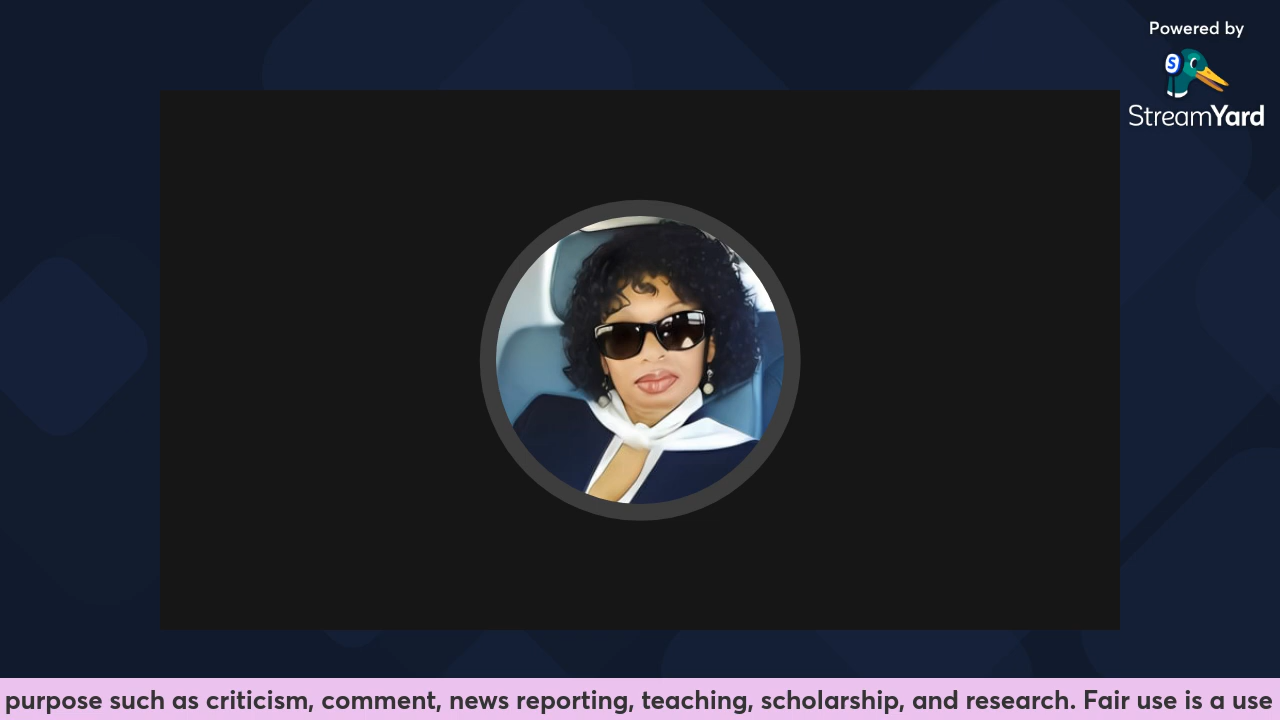 Powered by
S
StreamYard
purpose such as criticism, comment, news reporting, teaching, scholarship, and research. Fair use is a use